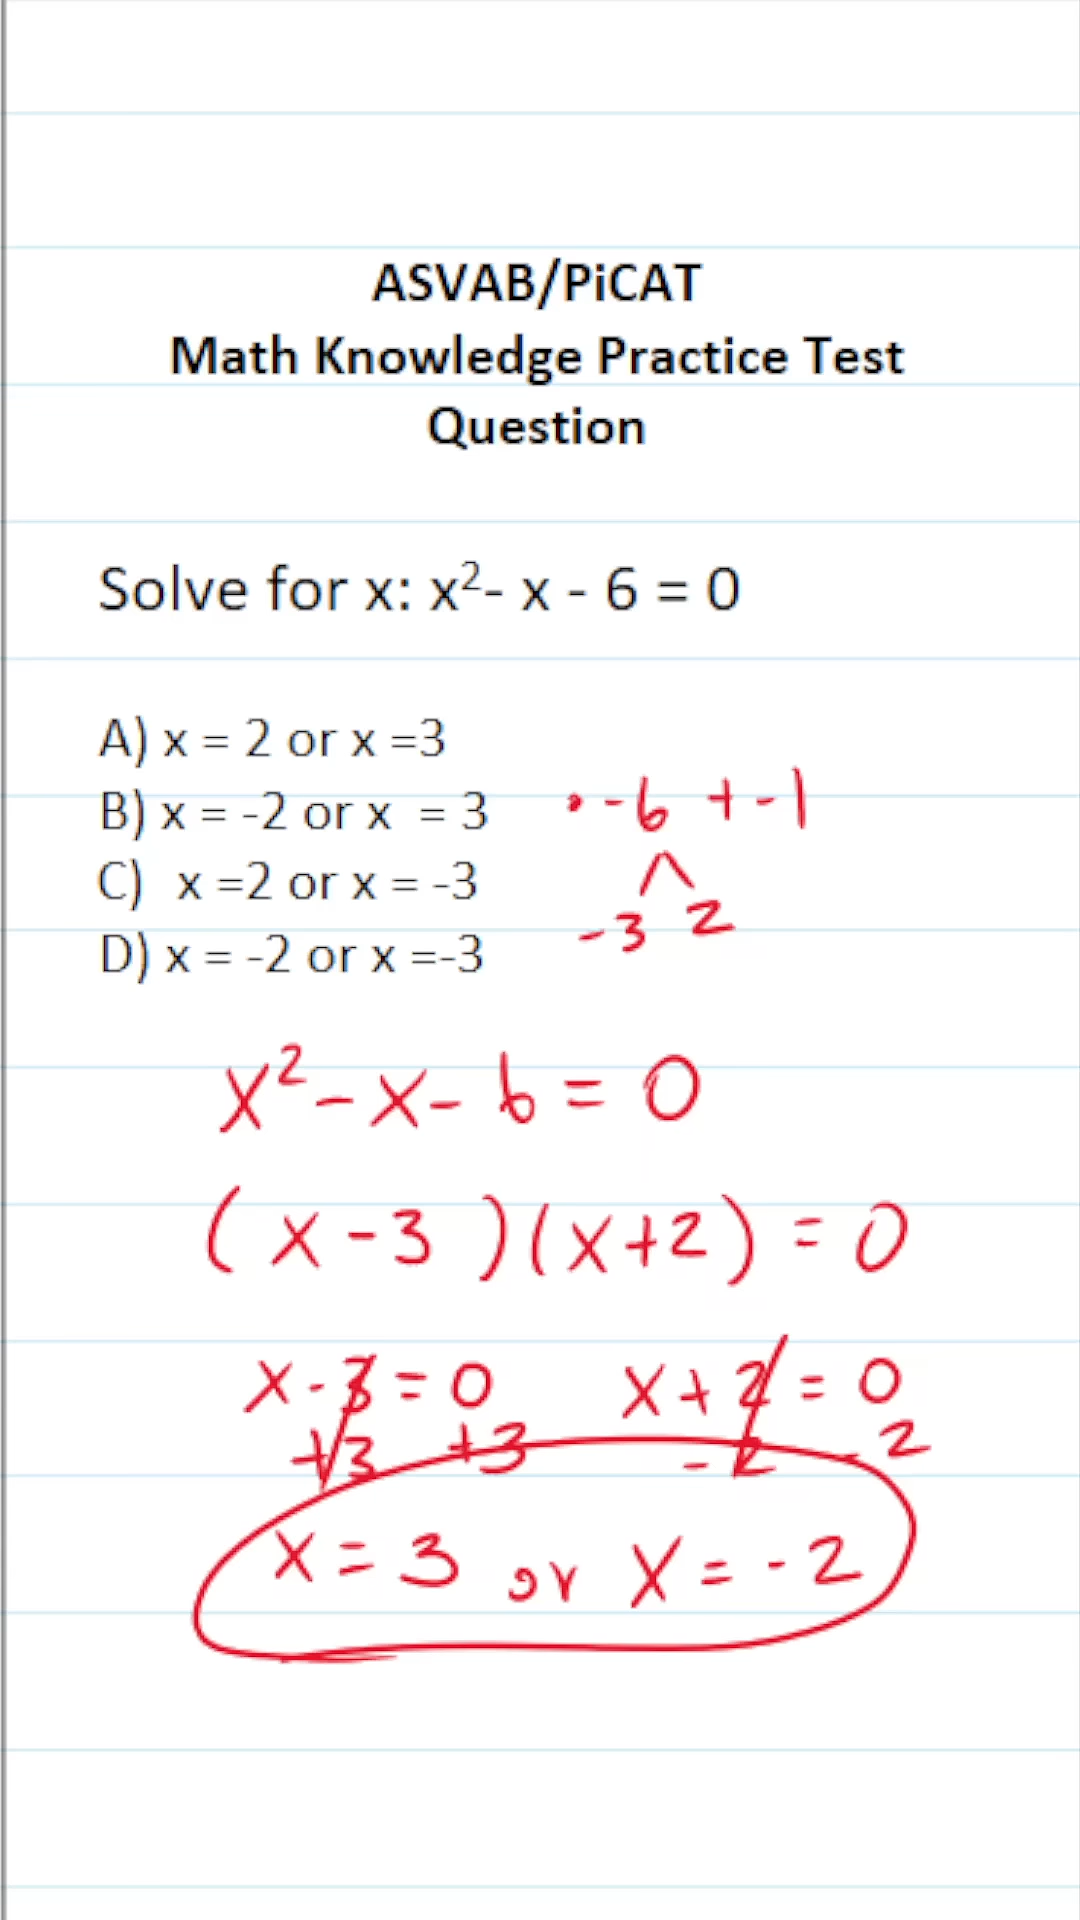 ASVAB/PiCAT
Math Knowledge Practice Test
Question
Solve for x: x²- x - 6 = 0
A) x = 2 or x =3
B) x = -2 or x = 3
C) x =2 or x = -3
D) x = -2 or x =-3
• -6 + -1
-3 2
x² - x - 6 = 0
(x - 3)(x + 2) = 0
x - 3 = 0 x + 2 = 0
+3 +3 - 2 - 2
x = 3 or x = -2